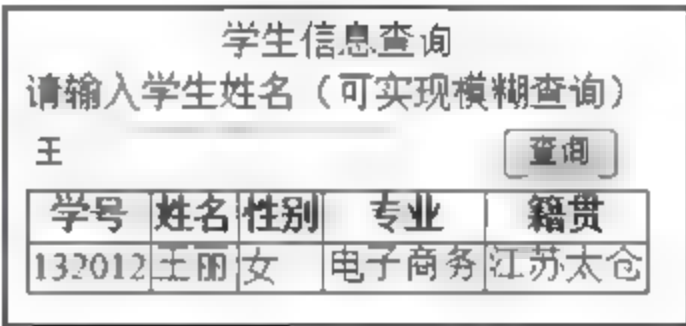 学生信息查询
请输入学生姓名（可实现模糊查询）
王 查询
学号 姓名 性别 专业 籍贯
132012 王丽 女 电子商务 江苏太仓